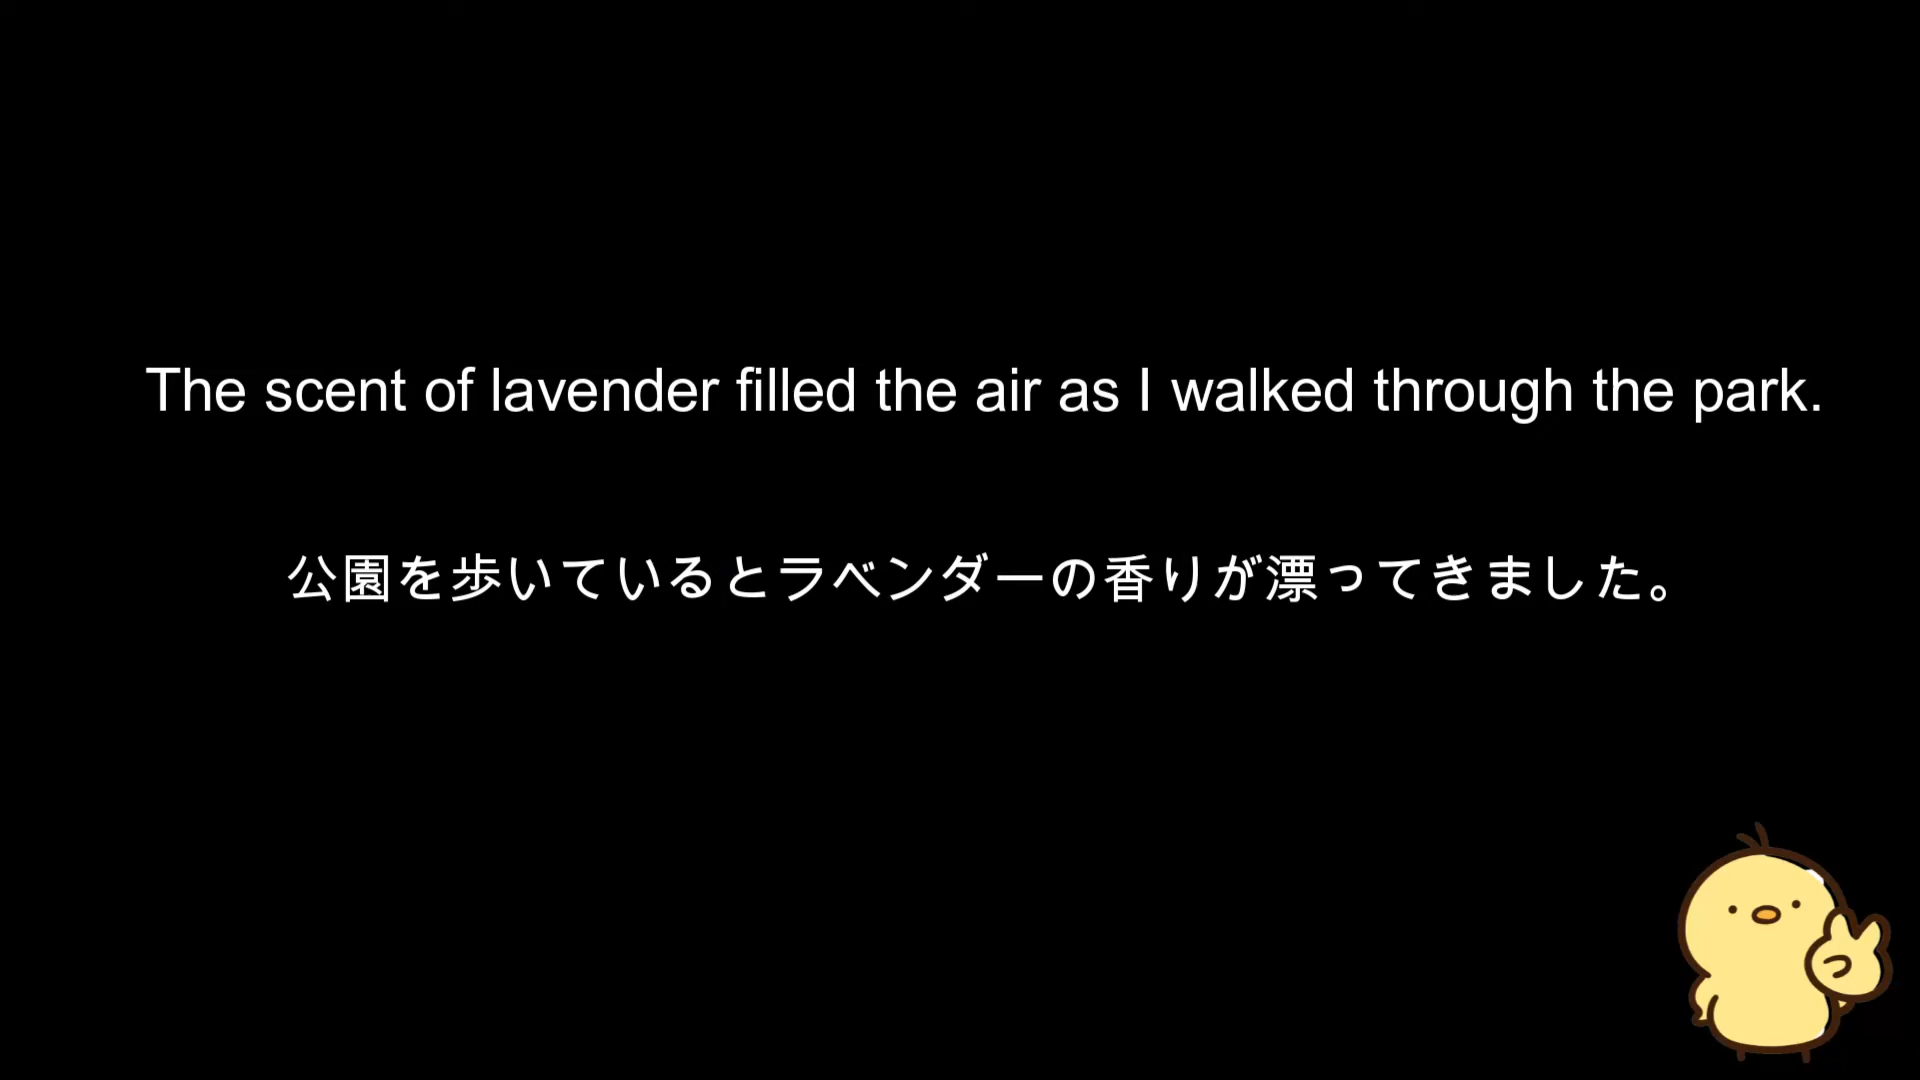 The scent of lavender filled the air as I walked through the park.
公園を歩いているとラベンダーの香りが漂ってきました。